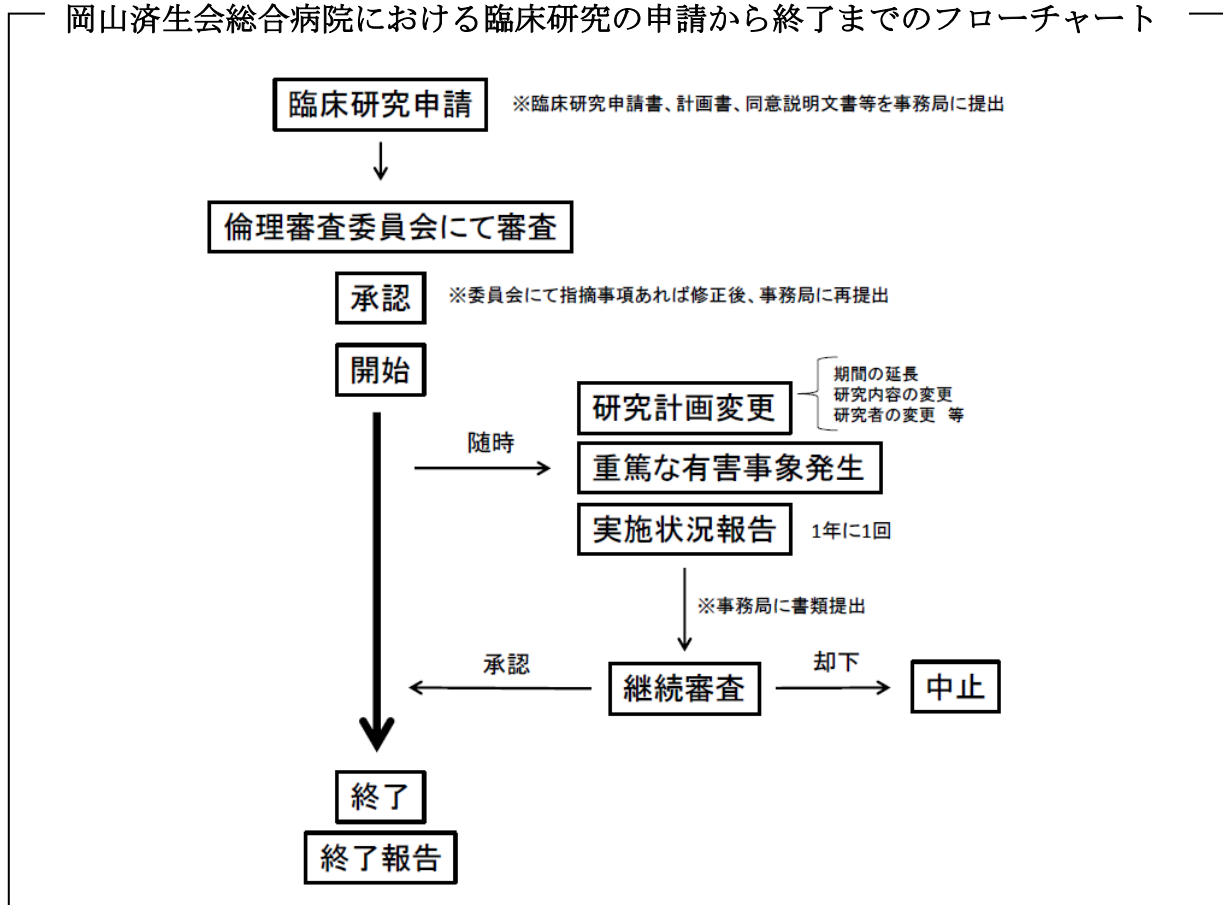 岡山済生会総合病院における臨床研究の申請から終了までのフローチャート
臨床研究申請
※臨床研究申請書、計画書、同意説明文書等を事務局に提出
倫理審査委員会にて審査
承認
※委員会にて指摘事項あれば修正後、事務局に再提出
開始
研究計画変更
期間の延長
研究内容の変更
研究者の変更 等
随時
重篤な有害事象発生
実施状況報告
1年に1回
※事務局に書類提出
承認
継続審査
却下
中止
終了
終了報告